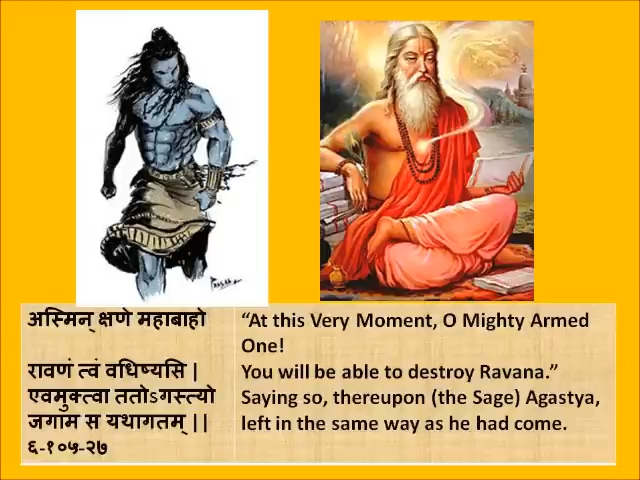 अस्मिन् क्षणे महाबाहो
रावणं त्वं वधिष्यसि |
एवमुक्त्वा ततोऽगस्त्यो
जगाम स यथागतम् ||
६-१०५-२७
“At this Very Moment, O Mighty Armed
One!
You will be able to destroy Ravana.”
Saying so, thereupon (the Sage) Agastya,
left in the same way as he had come.